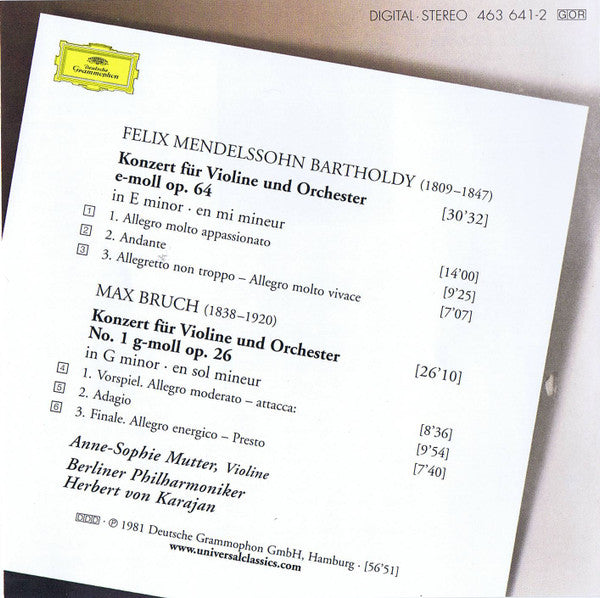 DIGITAL · STEREO 463 641-2 GOR
Deutsche
Grammophon
FELIX MENDELSSOHN BARTHOLDY (1809–1847)
Konzert für Violine und Orchester
e-moll op. 64 [30'32]
in E minor · en mi mineur
1 1. Allegro molto appassionato [14'00]
2 2. Andante [9'25]
3 3. Allegretto non troppo – Allegro molto vivace [7'07]
MAX BRUCH (1838–1920)
Konzert für Violine und Orchester
No. 1 g-moll op. 26 [26'10]
in G minor · en sol mineur
4 1. Vorspiel. Allegro moderato – attacca: [8'36]
5 2. Adagio [9'54]
6 3. Finale. Allegro energico – Presto [7'40]
Anne-Sophie Mutter, Violine
Berliner Philharmoniker
Herbert von Karajan
DDD · ℗ 1981 Deutsche Grammophon GmbH, Hamburg · [56'51]
www.universalclassics.com